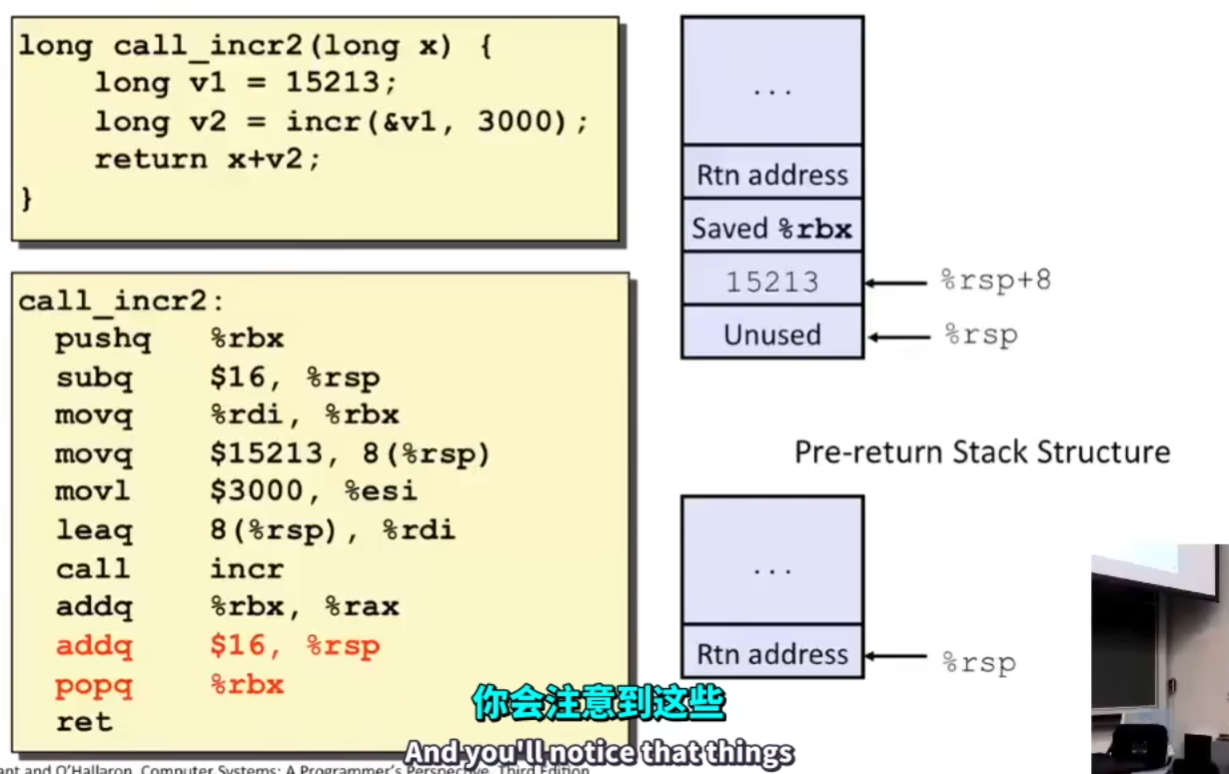 long call_incr2(long x) {
    long v1 = 15213;
    long v2 = incr(&v1, 3000);
    return x+v2;
}
call_incr2:
  pushq   %rbx
  subq    $16, %rsp
  movq    %rdi, %rbx
  movq    $15213, 8(%rsp)
  movl    $3000, %esi
  leaq    8(%rsp), %rdi
  call    incr
  addq    %rbx, %rax
  addq    $16, %rsp
  popq    %rbx
  ret
...
Rtn address
Saved %rbx
15213 %rsp+8
Unused %rsp
Pre-return Stack Structure
...
Rtn address %rsp
你会注意到这些
And you'll notice that things
and O'Hallaron, Computer Systems: A Programmer's Perspective, Third Edition